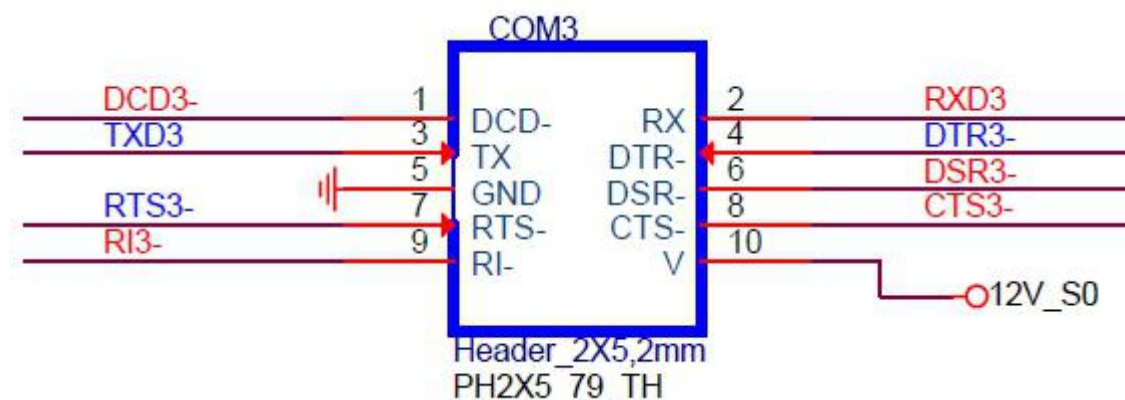 COM3
DCD3- 1 DCD- RX 2 RXD3
TXD3 3 TX DTR- 4 DTR3-
5 GND DSR- 6 DSR3-
RTS3- 7 RTS- CTS- 8 CTS3-
RI3- 9 RI- V 10
12V_S0
Header_2X5,2mm
PH2X5_79_TH